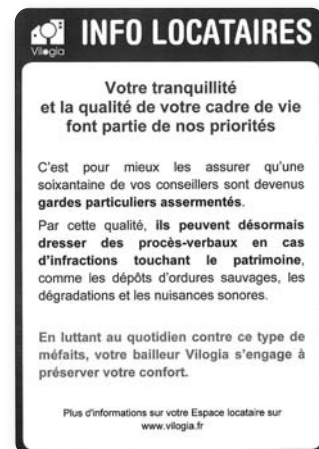 Vilogia
INFO LOCATAIRES
Votre tranquillité
et la qualité de votre cadre de vie
font partie de nos priorités
C'est pour mieux les assurer qu'une
soixantaine de vos conseillers sont devenus
gardes particuliers assermentés.
Par cette qualité, ils peuvent désormais
dresser des procès-verbaux en cas
d'infractions touchant le patrimoine,
comme les dépôts d'ordures sauvages, les
dégradations et les nuisances sonores.
En luttant au quotidien contre ce type de
méfaits, votre bailleur Vilogia s'engage à
préserver votre confort.
Plus d'informations sur votre Espace locataire sur
www.vilogia.fr